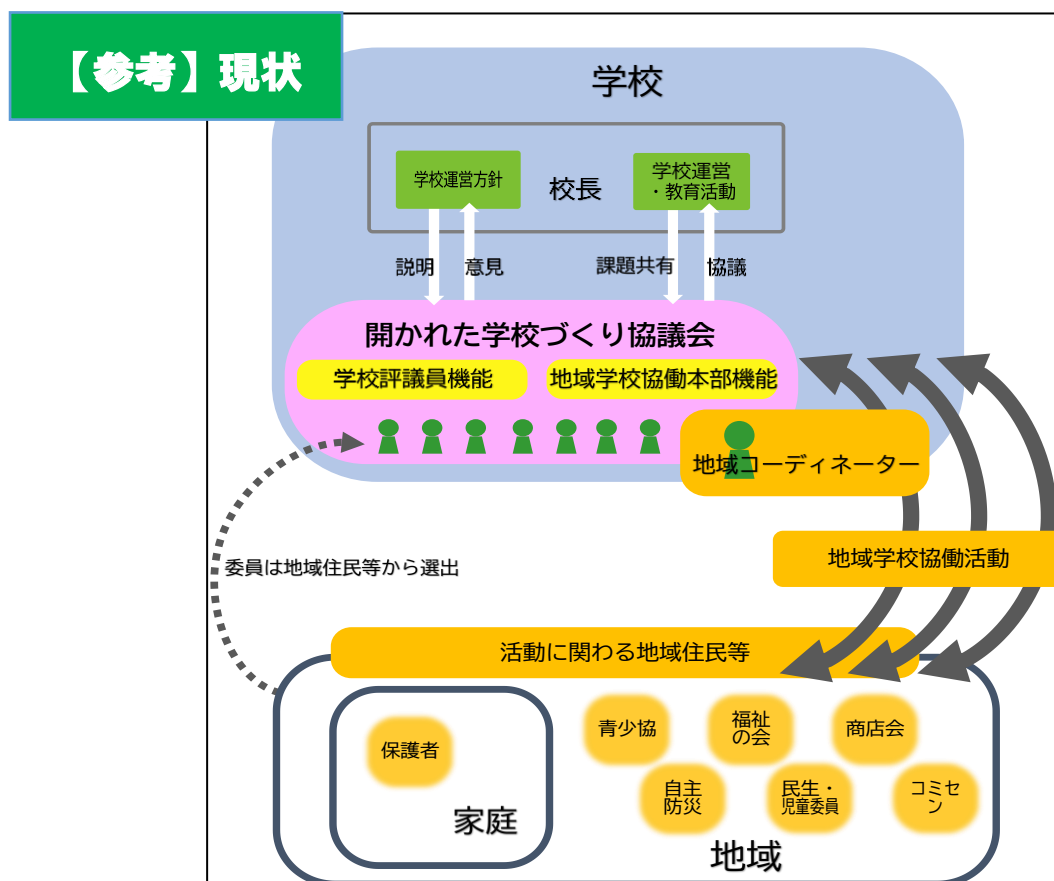 【参考】現状
学校
学校運営方針
校長
学校運営
・教育活動
説明
意見
課題共有
協議
開かれた学校づくり協議会
学校評議員機能
地域学校協働本部機能
地域コーディネーター
地域学校協働活動
委員は地域住民等から選出
活動に関わる地域住民等
保護者
家庭
青少協
福祉
の会
商店会
自主
防災
民生・
児童委員
コミセ
ン
地域